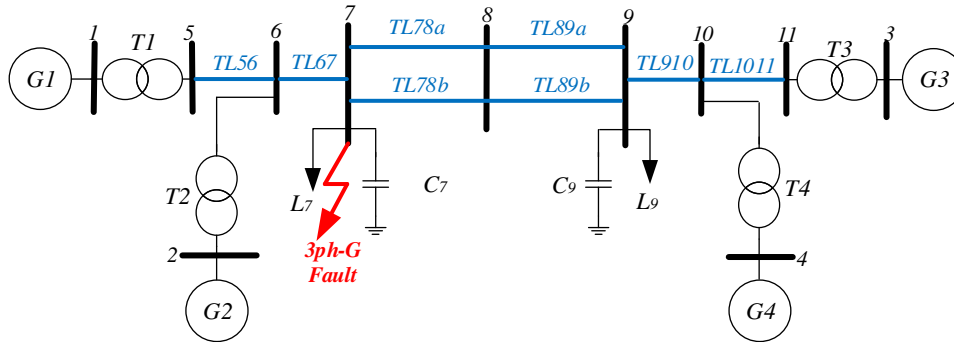 7
8
9
1
T1
5
6
TL78a
TL89a
10
11
T3
3
G1
TL56
TL67
TL910
TL1011
G3
TL78b
TL89b
T2
L7
C7
C9
L9
T4
3ph-G
Fault
2
4
G2
G4